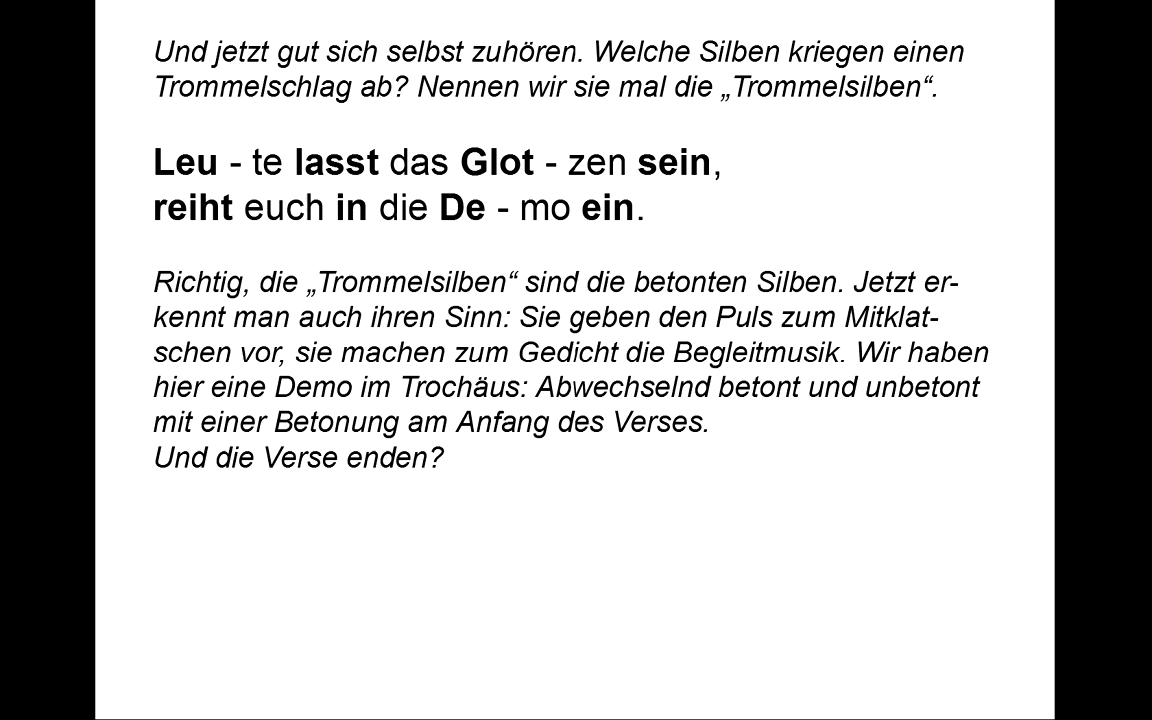 Und jetzt gut sich selbst zuhören. Welche Silben kriegen einen
Trommelschlag ab? Nennen wir sie mal die „Trommelsilben“.
Leu - te lasst das Glot - zen sein,
reiht euch in die De - mo ein.
Richtig, die „Trommelsilben“ sind die betonten Silben. Jetzt er-
kennt man auch ihren Sinn: Sie geben den Puls zum Mitklat-
schen vor, sie machen zum Gedicht die Begleitmusik. Wir haben
hier eine Demo im Trochäus: Abwechselnd betont und unbetont
mit einer Betonung am Anfang des Verses.
Und die Verse enden?